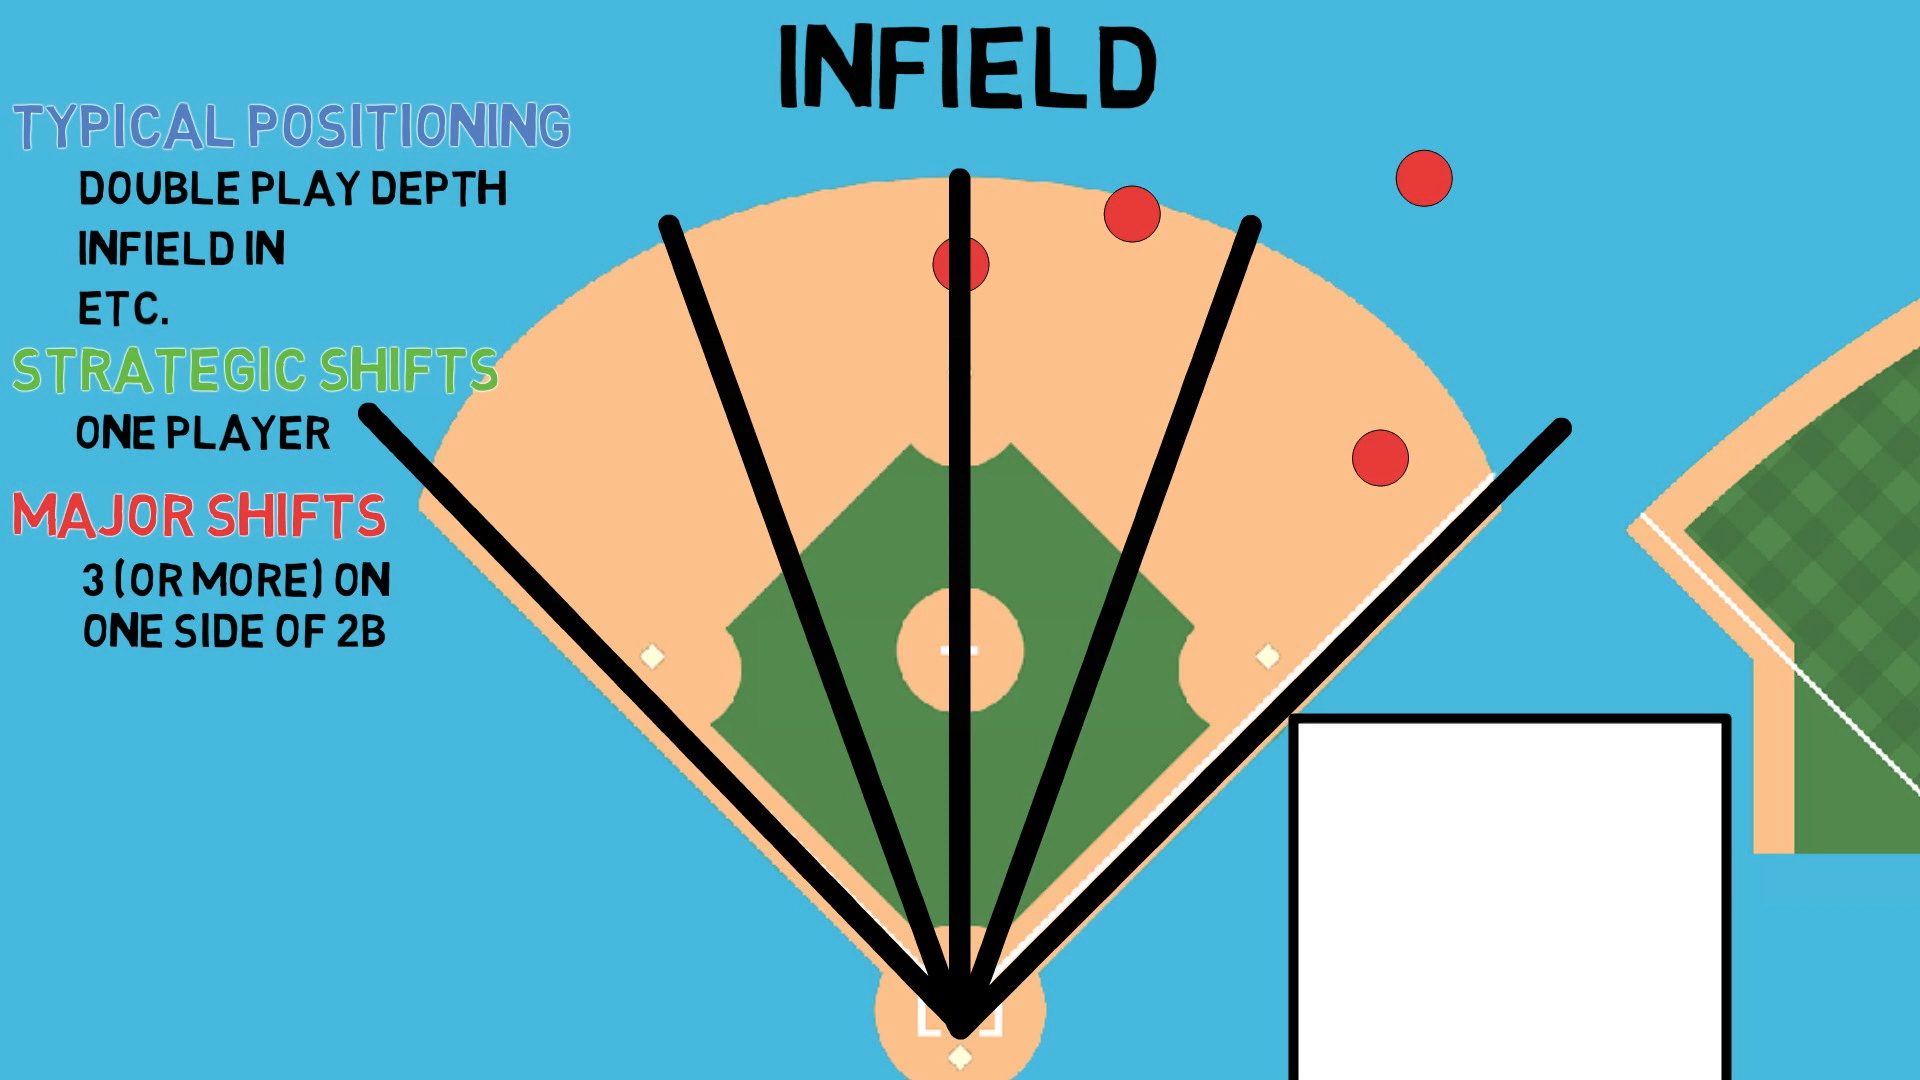 INFIELD
TYPICAL POSITIONING
DOUBLE PLAY DEPTH
INFIELD IN
ETC.
STRATEGIC SHIFTS
ONE PLAYER
MAJOR SHIFTS
3 (OR MORE) ON
ONE SIDE OF 2B